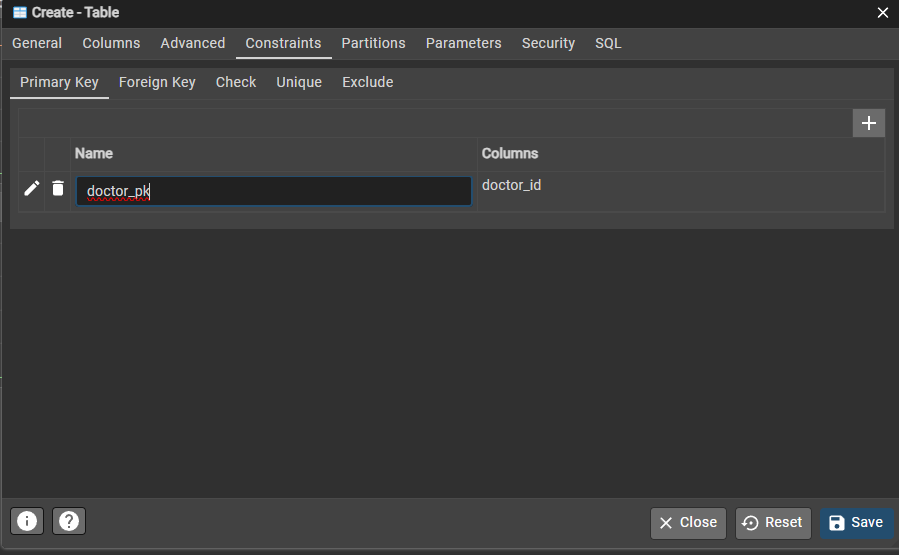 Create - Table
General Columns Advanced Constraints Partitions Parameters Security SQL
Primary Key Foreign Key Check Unique Exclude
Name Columns
doctor_pk doctor_id
Close Reset Save